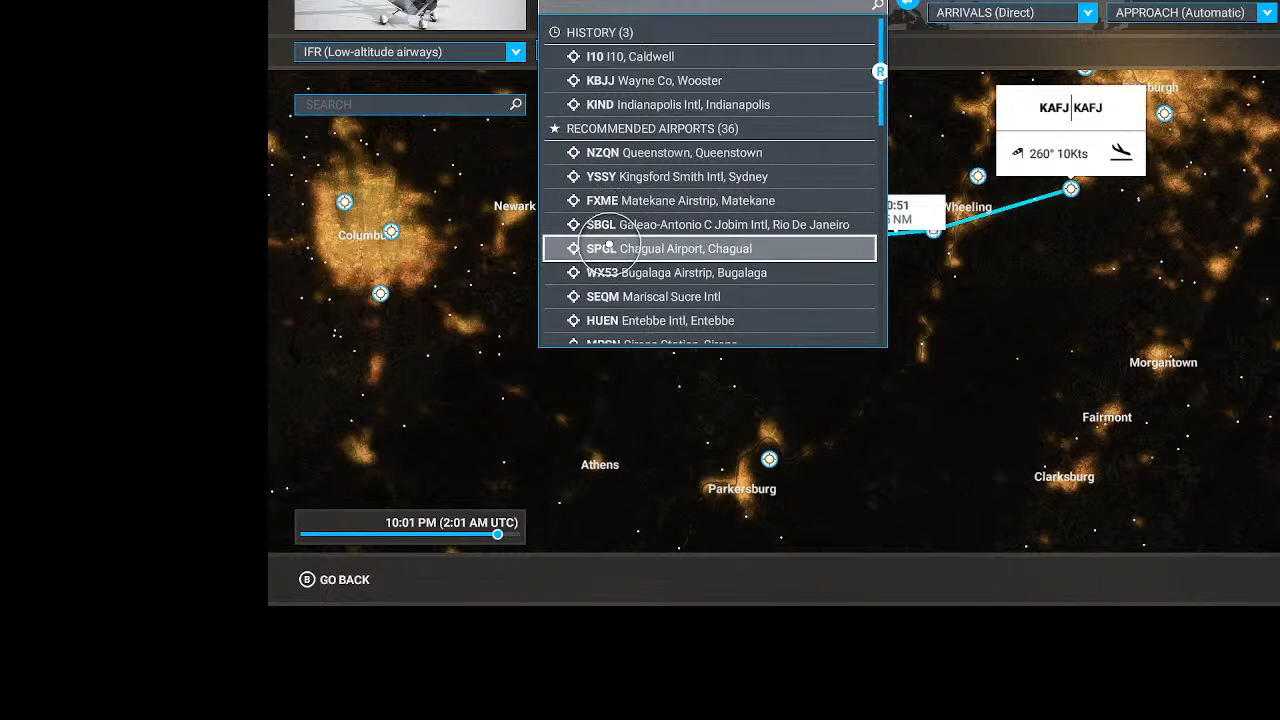 ARRIVALS (Direct)
APPROACH (Automatic)
HISTORY (3)
IFR (Low-altitude airways)
I10 I10, Caldwell
R
KBJJ Wayne Co, Wooster
SEARCH
KIND Indianapolis Intl, Indianapolis
KAFJ KAFJ
RECOMMENDED AIRPORTS (36)
NZQN Queenstown, Queenstown
260° 10Kts
YSSY Kingsford Smith Intl, Sydney
FXME Matekane Airstrip, Matekane
Newark
0:51
Wheeling
NM
SBGL Galeao-Antonio C Jobim Intl, Rio De Janeiro
Columbus
SPGL Chagual Airport, Chagual
WX53 Bugalaga Airstrip, Bugalaga
SEQM Mariscal Sucre Intl
HUEN Entebbe Intl, Entebbe
Morgantown
Fairmont
Athens
Clarksburg
Parkersburg
10:01 PM (2:01 AM UTC)
B GO BACK